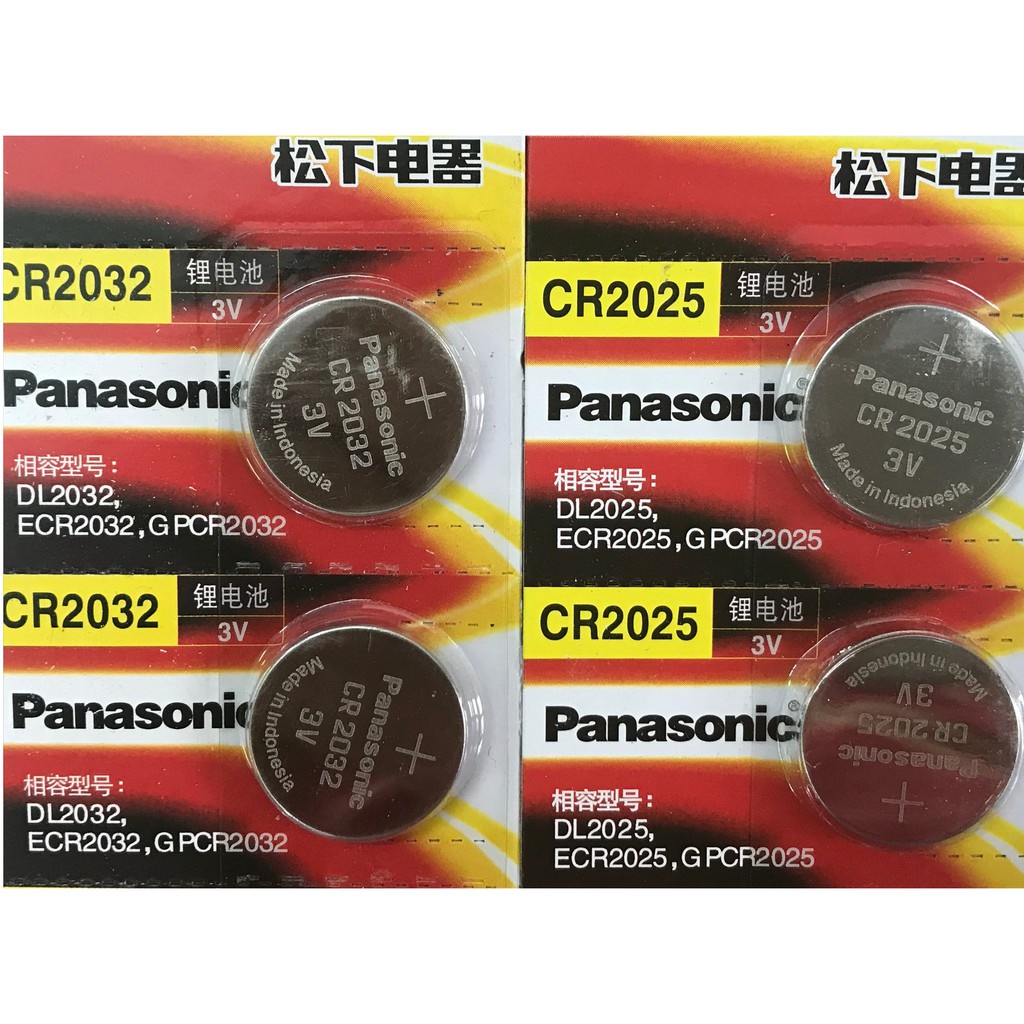 松下电器
CR2032
锂电池
3V
Panasonic
相容型号:
DL2032,
ECR2032, GPCR2032
Panasonic
CR 2032
3V
Made in Indonesia
CR2032
锂电池
3V
Panasonic
相容型号:
DL2032,
ECR2032, GPCR2032
Panasonic
CR 2032
3V
Made in Indonesia
松下电器
CR2025
锂电池
3V
Panasonic
相容型号:
DL2025,
ECR2025, GPCR2025
Panasonic
CR 2025
3V
Made in Indonesia
CR2025
锂电池
3V
Panasonic®
相容型号:
DL2025,
ECR2025, GPCR2025
Panasonic
CR 2025
3V
Made in Indonesia